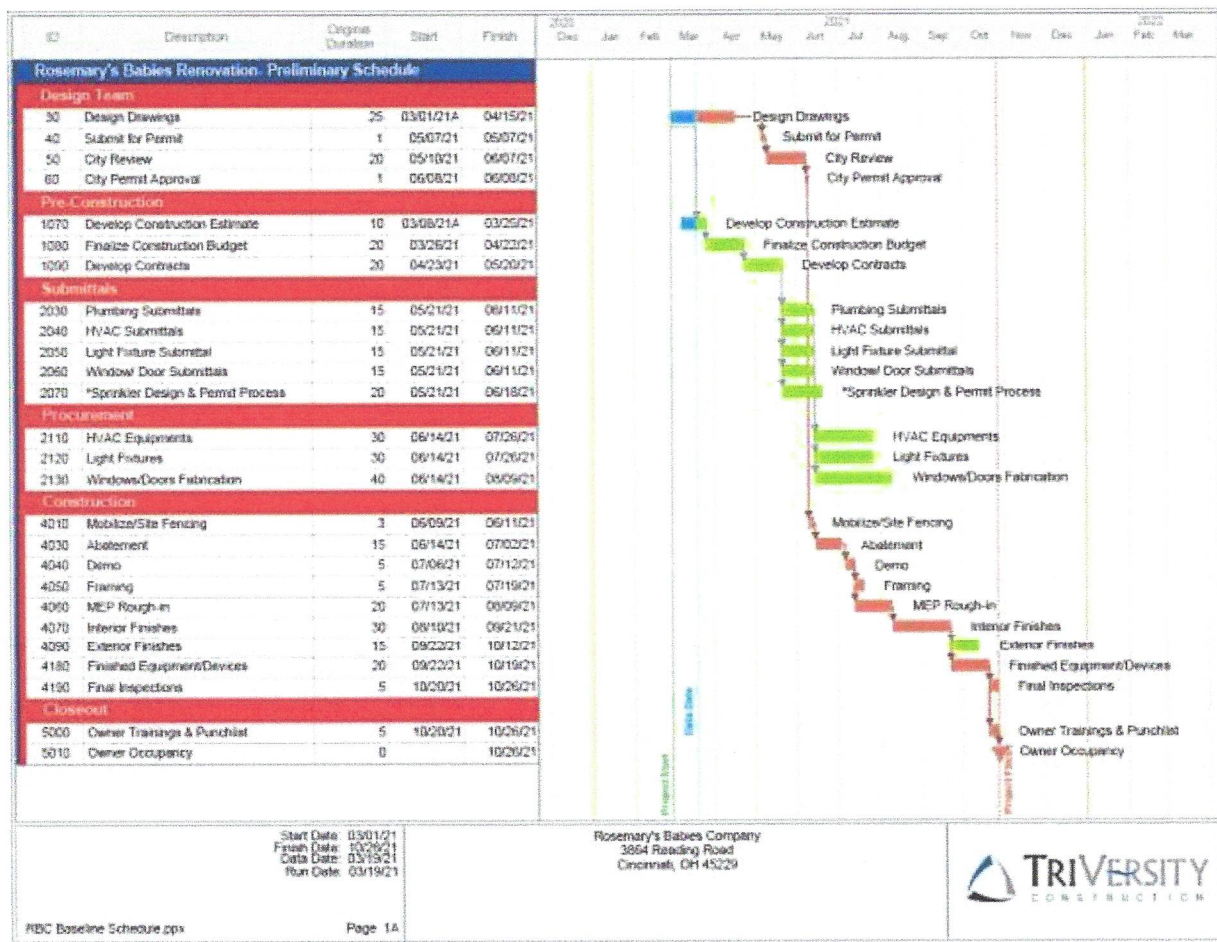 ID Description Original Duration Start Finish
2020 2021 2022
Dec Jan Feb Mar Apr May Jun Jul Aug Sep Oct Nov Dec Jan Feb Mar
Rosemary's Babies Renovation- Preliminary Schedule
Design Team
30 Design Drawings 25 03/01/21A 04/15/21 Design Drawings
40 Submit for Permit 1 05/07/21 05/07/21 Submit for Permit
50 City Review 20 05/10/21 06/07/21 City Review
60 City Permit Approval 1 06/08/21 06/08/21 City Permit Approval
Pre-Construction
1070 Develop Construction Estimate 10 03/08/21A 03/25/21 Develop Construction Estimate
1080 Finalize Construction Budget 20 03/26/21 04/22/21 Finalize Construction Budget
1090 Develop Contracts 20 04/23/21 05/20/21 Develop Contracts
Submittals
2030 Plumbing Submittals 15 05/21/21 06/11/21 Plumbing Submittals
2040 HVAC Submittals 15 05/21/21 06/11/21 HVAC Submittals
2050 Light Fixture Submittal 15 05/21/21 06/11/21 Light Fixture Submittal
2060 Window/ Door Submittals 15 05/21/21 06/11/21 Window/ Door Submittals
2070 *Sprinkler Design & Permit Process 20 05/21/21 06/18/21 *Sprinkler Design & Permit Process
Procurement
2110 HVAC Equipments 30 06/14/21 07/26/21 HVAC Equipments
2120 Light Fixtures 30 06/14/21 07/26/21 Light Fixtures
2130 Windows/Doors Fabrication 40 06/14/21 08/09/21 Windows/Doors Fabrication
Construction
4010 Mobilize/Site Fencing 3 06/09/21 06/11/21 Mobilize/Site Fencing
4030 Abatement 15 06/14/21 07/02/21 Abatement
4040 Demo 5 07/06/21 07/12/21 Demo
4050 Framing 5 07/13/21 07/19/21 Framing
4060 MEP Rough-in 20 07/13/21 08/09/21 MEP Rough-in
4070 Interior Finishes 30 08/10/21 09/21/21 Interior Finishes
4090 Exterior Finishes 15 09/22/21 10/12/21 Exterior Finishes
4180 Finished Equipment/Devices 20 09/22/21 10/19/21 Finished Equipment/Devices
4190 Final Inspections 5 10/20/21 10/26/21 Final Inspections
Closeout
5000 Owner Trainings & Punchlist 5 10/20/21 10/26/21 Owner Trainings & Punchlist
5010 Owner Occupancy 0 10/26/21 Owner Occupancy
Project Start
Data Date
Start Date: 03/01/21
Finish Date: 10/26/21
Data Date: 03/19/21
Run Date: 03/19/21
RBC Baseline Schedule.ppx Page 1A
Rosemary's Babies Company
3864 Reading Road
Cincinnati, OH 45229
TRIVERSITY
CONSTRUCTION